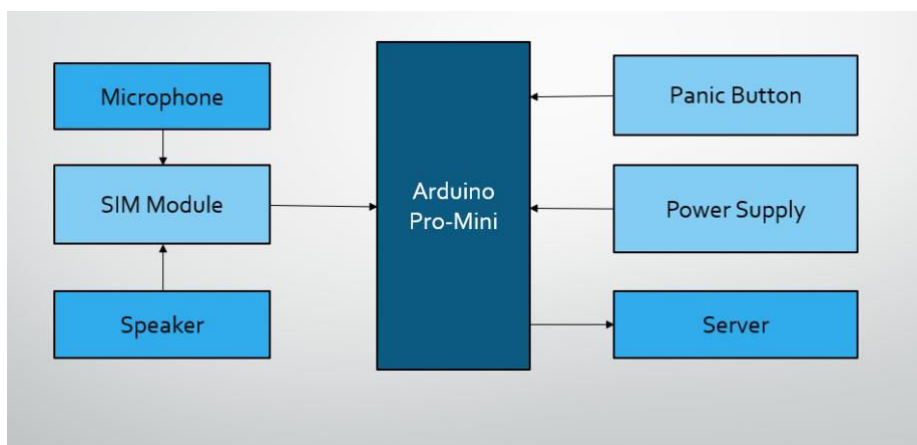 Microphone
SIM Module
Speaker
Arduino
Pro-Mini
Panic Button
Power Supply
Server